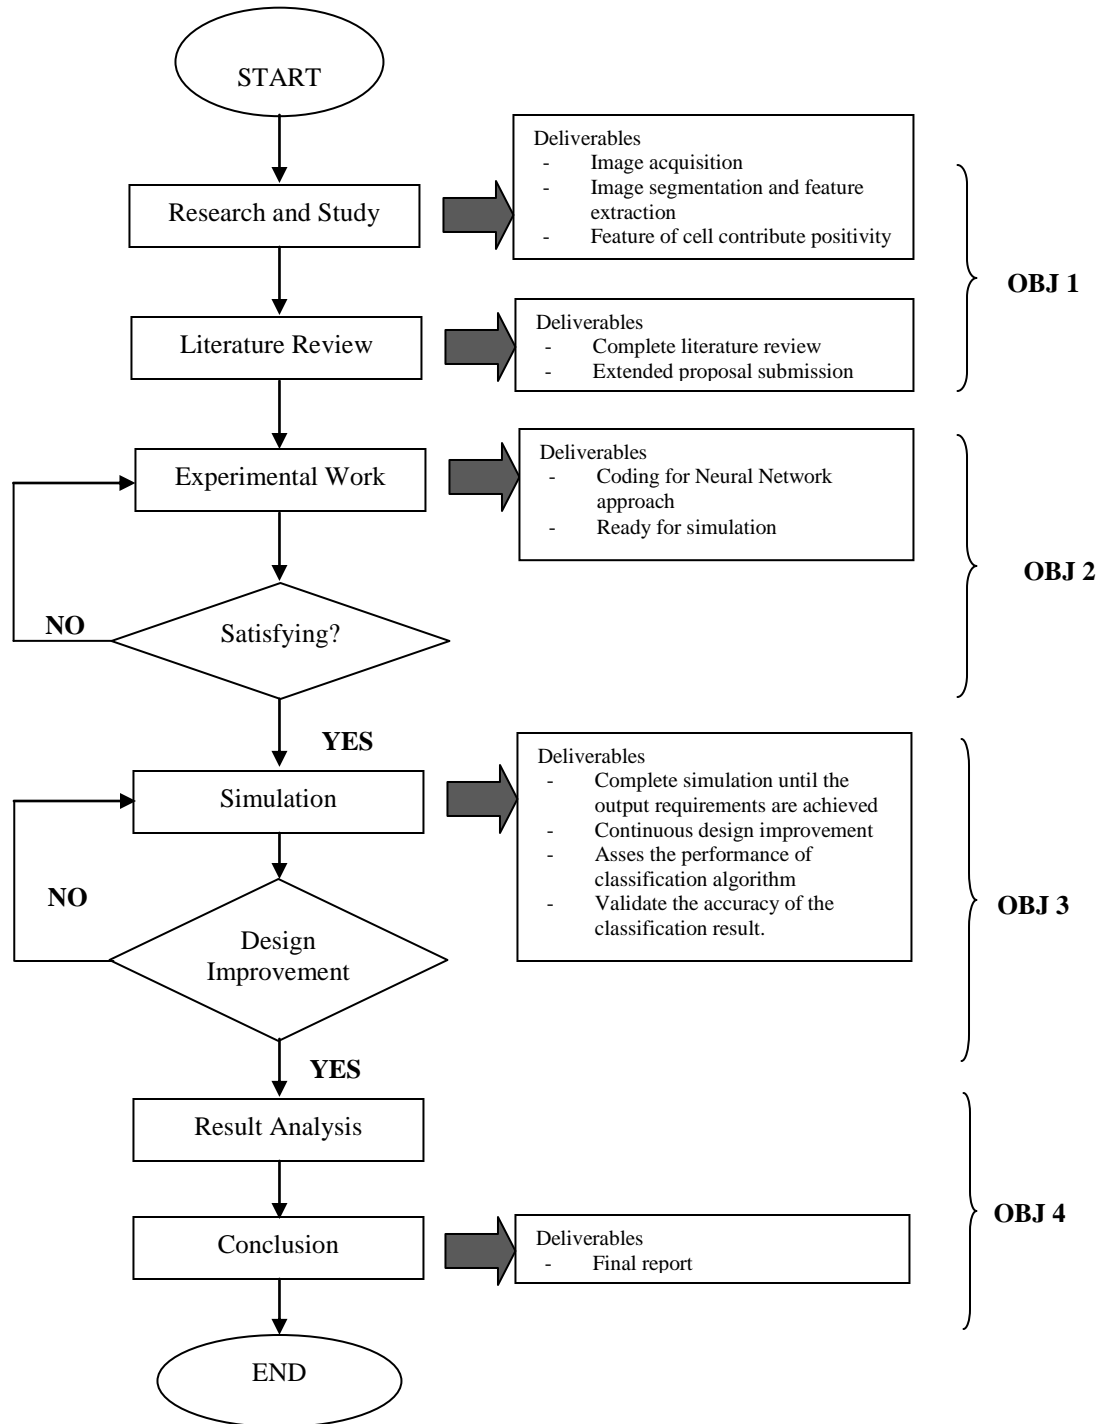 START
Deliverables
- Image acquisition
- Image segmentation and feature
extraction
- Feature of cell contribute positivity
Research and Study
OBJ 1
Deliverables
- Complete literature review
- Extended proposal submission
Literature Review
Deliverables
- Coding for Neural Network
approach
- Ready for simulation
Experimental Work
OBJ 2
NO
Satisfying?
YES
Deliverables
- Complete simulation until the
output requirements are achieved
- Continuous design improvement
- Asses the performance of
classification algorithm
- Validate the accuracy of the
classification result.
Simulation
NO
OBJ 3
Design
Improvement
YES
Result Analysis
OBJ 4
Conclusion
Deliverables
- Final report
END